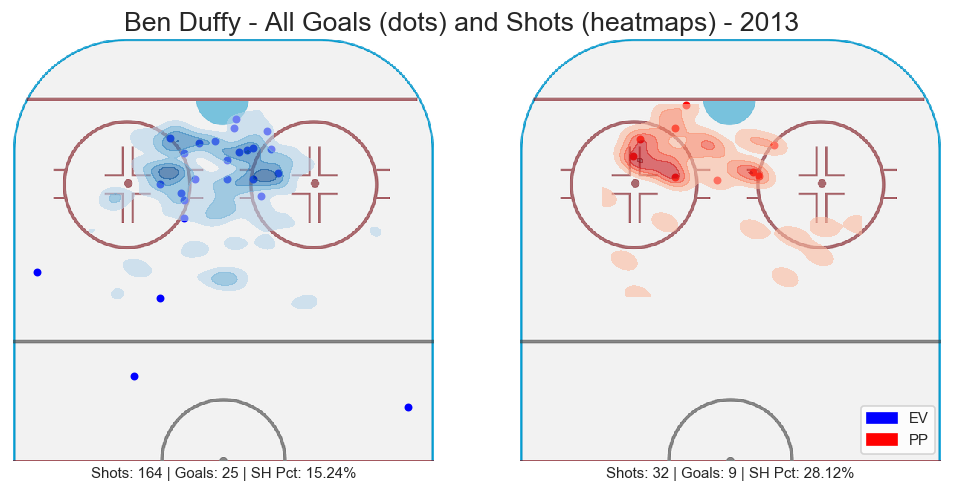 Ben Duffy - All Goals (dots) and Shots (heatmaps) - 2013
EV
PP
Shots: 164 | Goals: 25 | SH Pct: 15.24%
Shots: 32 | Goals: 9 | SH Pct: 28.12%